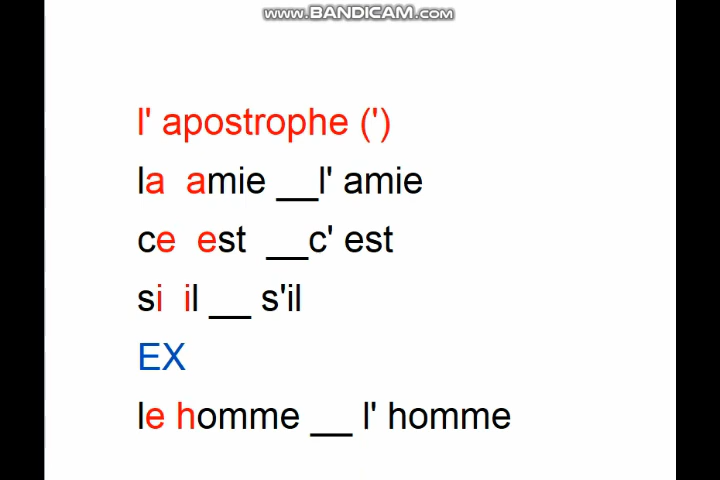 www.BANDICAM.com
l' apostrophe (')
la amie __l' amie
ce est __c' est
si il __ s'il
EX
le homme __ l' homme